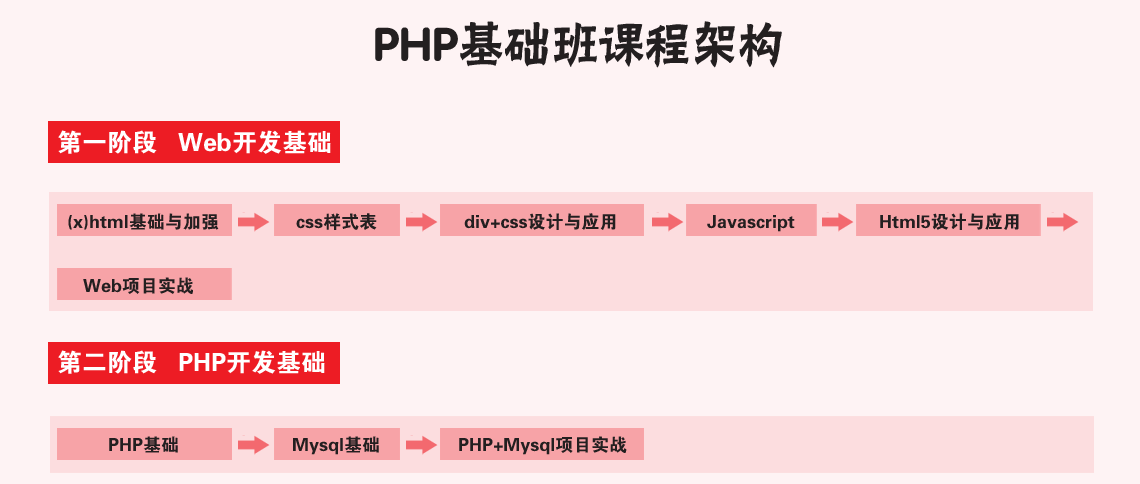 PHP基础班课程架构
第一阶段 Web开发基础
(x)html基础与加强
css样式表
div+css设计与应用
Javascript
Html5设计与应用
Web项目实战
第二阶段 PHP开发基础
PHP基础
Mysql基础
PHP+Mysql项目实战